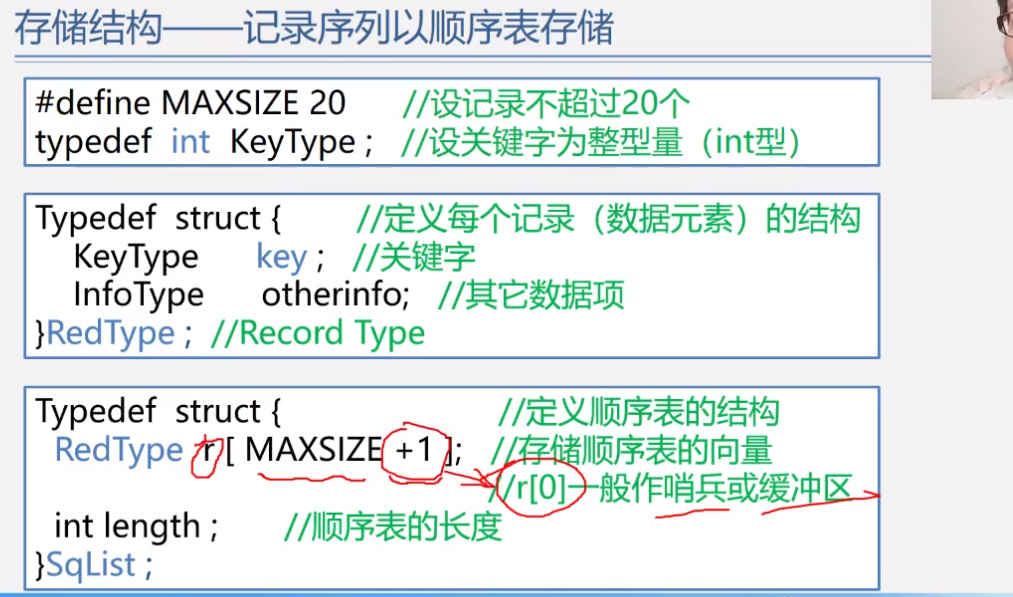 存储结构——记录序列以顺序表存储
#define MAXSIZE 20 //设记录不超过20个
typedef int KeyType ; //设关键字为整型量（int型）
Typedef struct { //定义每个记录（数据元素）的结构
KeyType key ; //关键字
InfoType otherinfo; //其它数据项
}RedType ; //Record Type
Typedef struct { //定义顺序表的结构
RedType r [ MAXSIZE +1 ]; //存储顺序表的向量
//r[0]一般作哨兵或缓冲区
int length ; //顺序表的长度
}SqList ;